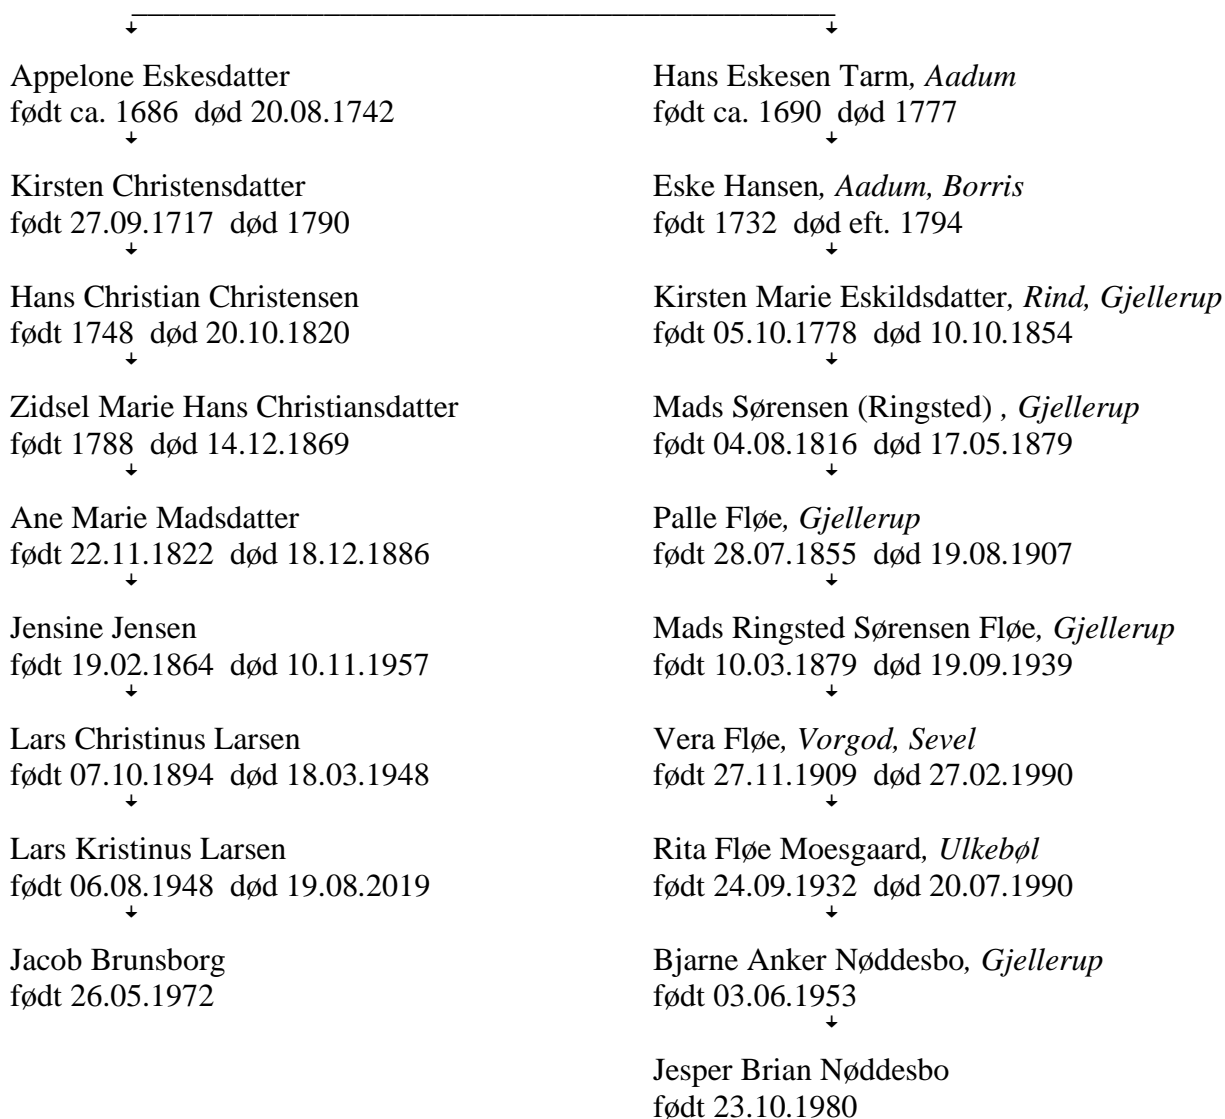 Appelone Eskesdatter
født ca. 1686  død 20.08.1742
Kirsten Christensdatter
født 27.09.1717  død 1790
Hans Christian Christensen
født 1748  død 20.10.1820
Zidsel Marie Hans Christiansdatter
født 1788  død 14.12.1869
Ane Marie Madsdatter
født 22.11.1822  død 18.12.1886
Jensine Jensen
født 19.02.1864  død 10.11.1957
Lars Christinus Larsen
født 07.10.1894  død 18.03.1948
Lars Kristinus Larsen
født 06.08.1948  død 19.08.2019
Jacob Brunsborg
født 26.05.1972
Hans Eskesen Tarm, Aadum
født ca. 1690  død 1777
Eske Hansen, Aadum, Borris
født 1732  død eft. 1794
Kirsten Marie Eskildsdatter, Rind, Gjellerup
født 05.10.1778  død 10.10.1854
Mads Sørensen (Ringsted) , Gjellerup
født 04.08.1816  død 17.05.1879
Palle Fløe, Gjellerup
født 28.07.1855  død 19.08.1907
Mads Ringsted Sørensen Fløe, Gjellerup
født 10.03.1879  død 19.09.1939
Vera Fløe, Vorgod, Sevel
født 27.11.1909  død 27.02.1990
Rita Fløe Moesgaard, Ulkebøl
født 24.09.1932  død 20.07.1990
Bjarne Anker Nøddesbo, Gjellerup
født 03.06.1953
Jesper Brian Nøddesbo
født 23.10.1980